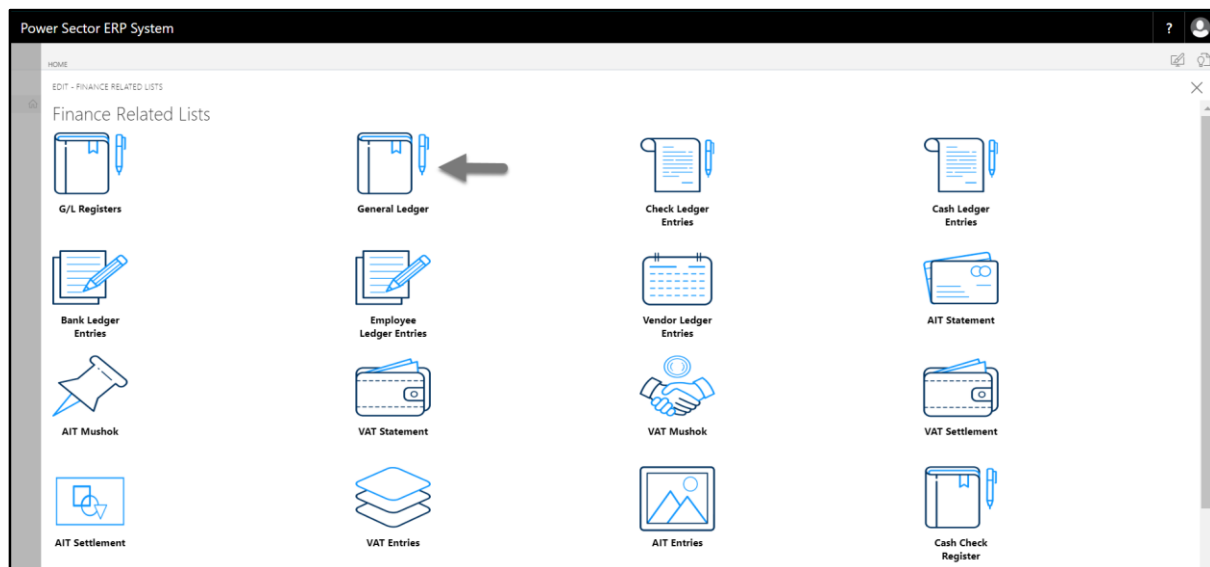 Power Sector ERP System
?
HOME
EDIT - FINANCE RELATED LISTS
Finance Related Lists
G/L Registers
General Ledger
Check Ledger
Entries
Cash Ledger
Entries
Bank Ledger
Entries
Employee
Ledger Entries
Vendor Ledger
Entries
AIT Statement
AIT Mushok
VAT Statement
VAT Mushok
VAT Settlement
AIT Settlement
VAT Entries
AIT Entries
Cash Check
Register